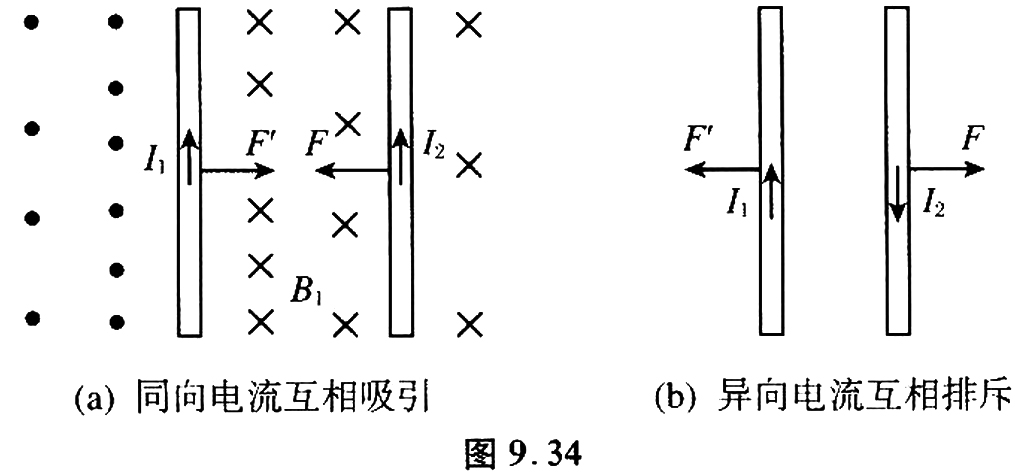 I₁ F′ F I₂
B₁
F′ F
I₁ I₂
(a) 同向电流互相吸引
(b) 异向电流互相排斥
图 9.34